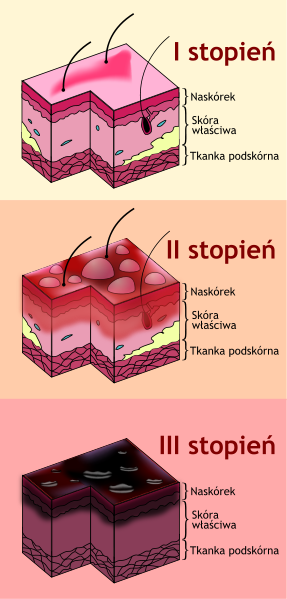 I stopień
Naskórek
Skóra
właściwa
Tkanka podskórna
II stopień
Naskórek
Skóra
właściwa
Tkanka podskórna
III stopień
Naskórek
Skóra
właściwa
Tkanka podskórna